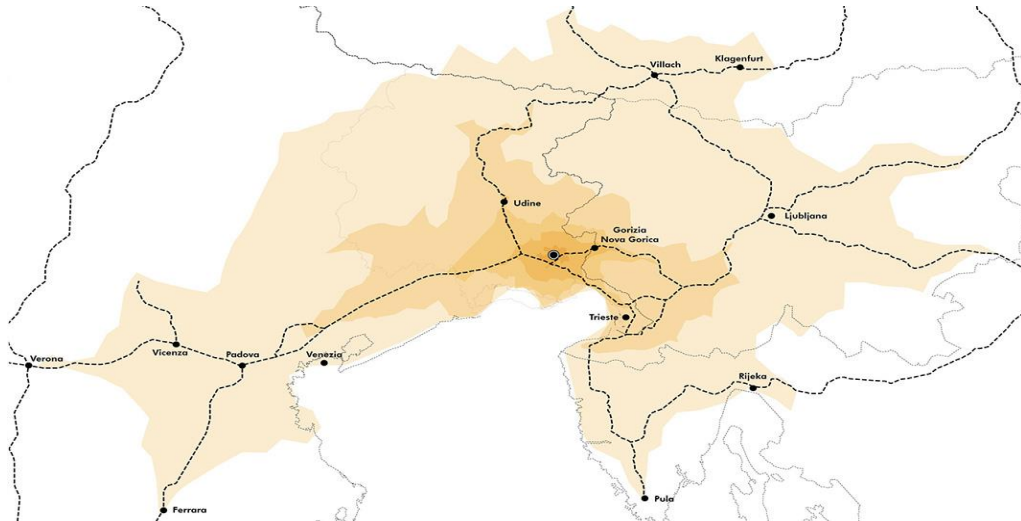 Klagenfurt
Villach
Udine
Ljubljana
Gorizia
Nova Gorica
Trieste
Verona
Vicenza
Padova
Venezia
Rijeka
Pula
Ferrara